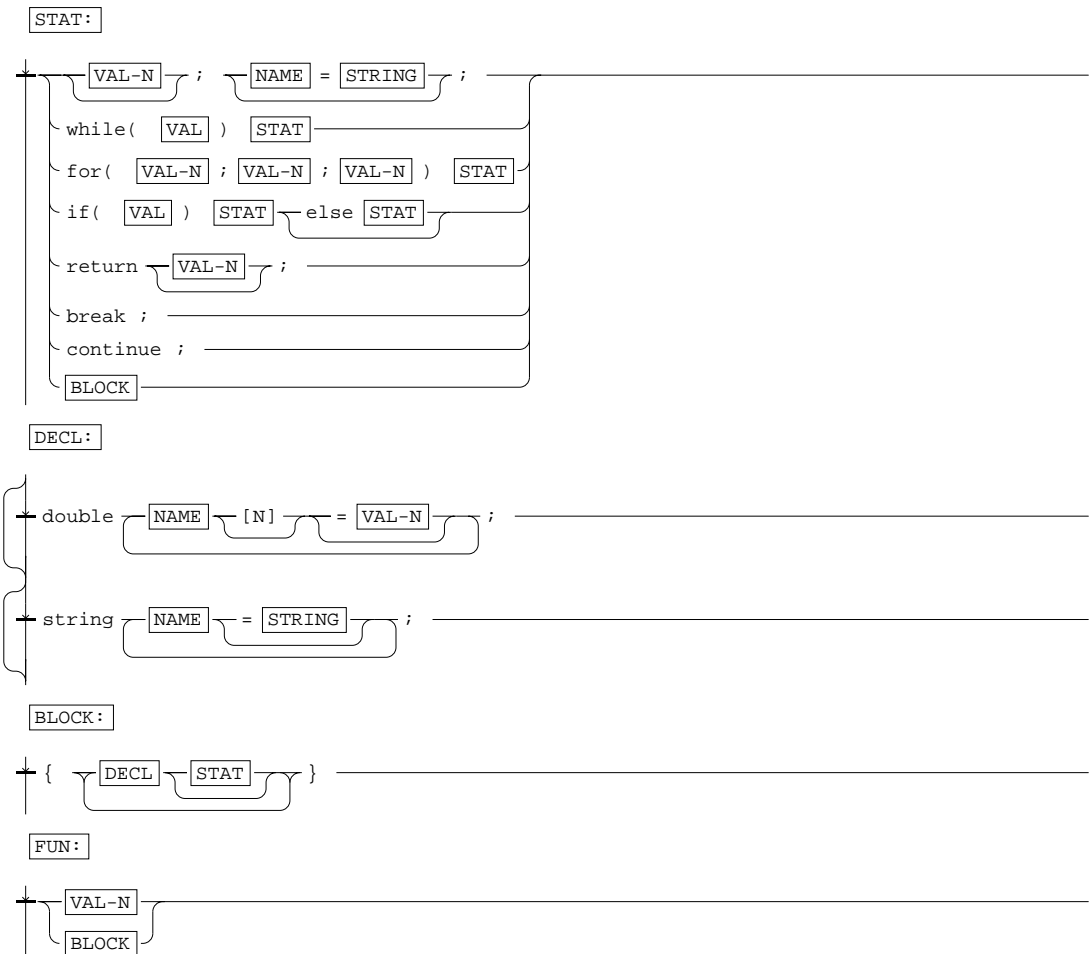 STAT:
VAL-N ; NAME = STRING ;
while( VAL ) STAT
for( VAL-N ; VAL-N ; VAL-N ) STAT
if( VAL ) STAT else STAT
return VAL-N ;
break ;
continue ;
BLOCK
DECL:
double NAME [N] = VAL-N ;
string NAME = STRING ;
BLOCK:
{ DECL STAT }
FUN:
VAL-N
BLOCK